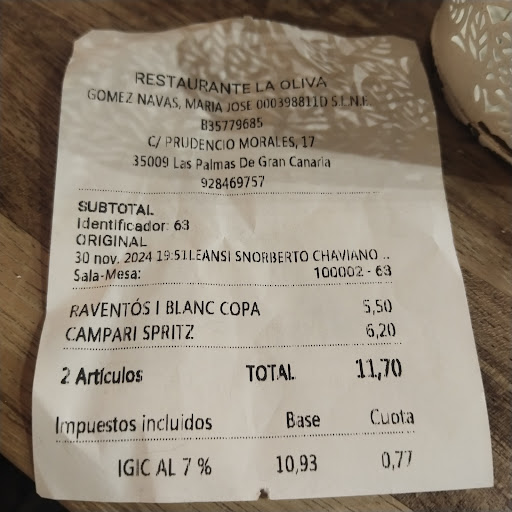 RESTAURANTE LA OLIVA
GOMEZ NAVAS, MARIA JOSE 000398811D S.L.N.E.
B35779685
C/ PRUDENCIO MORALES, 17
35009 Las Palmas De Gran Canaria
928469757
SUBTOTAL
Identificador: 63
ORIGINAL
30 nov. 2024 19:51LEANSI SNORBERTO CHAVIANO ..
Sala-Mesa: 100002 - 63
RAVENTÓS I BLANC COPA 5,50
CAMPARI SPRITZ 6,20
2 Artículos TOTAL 11,70
Impuestos incluidos Base Cuota
IGIC AL 7 % 10,93 0,77